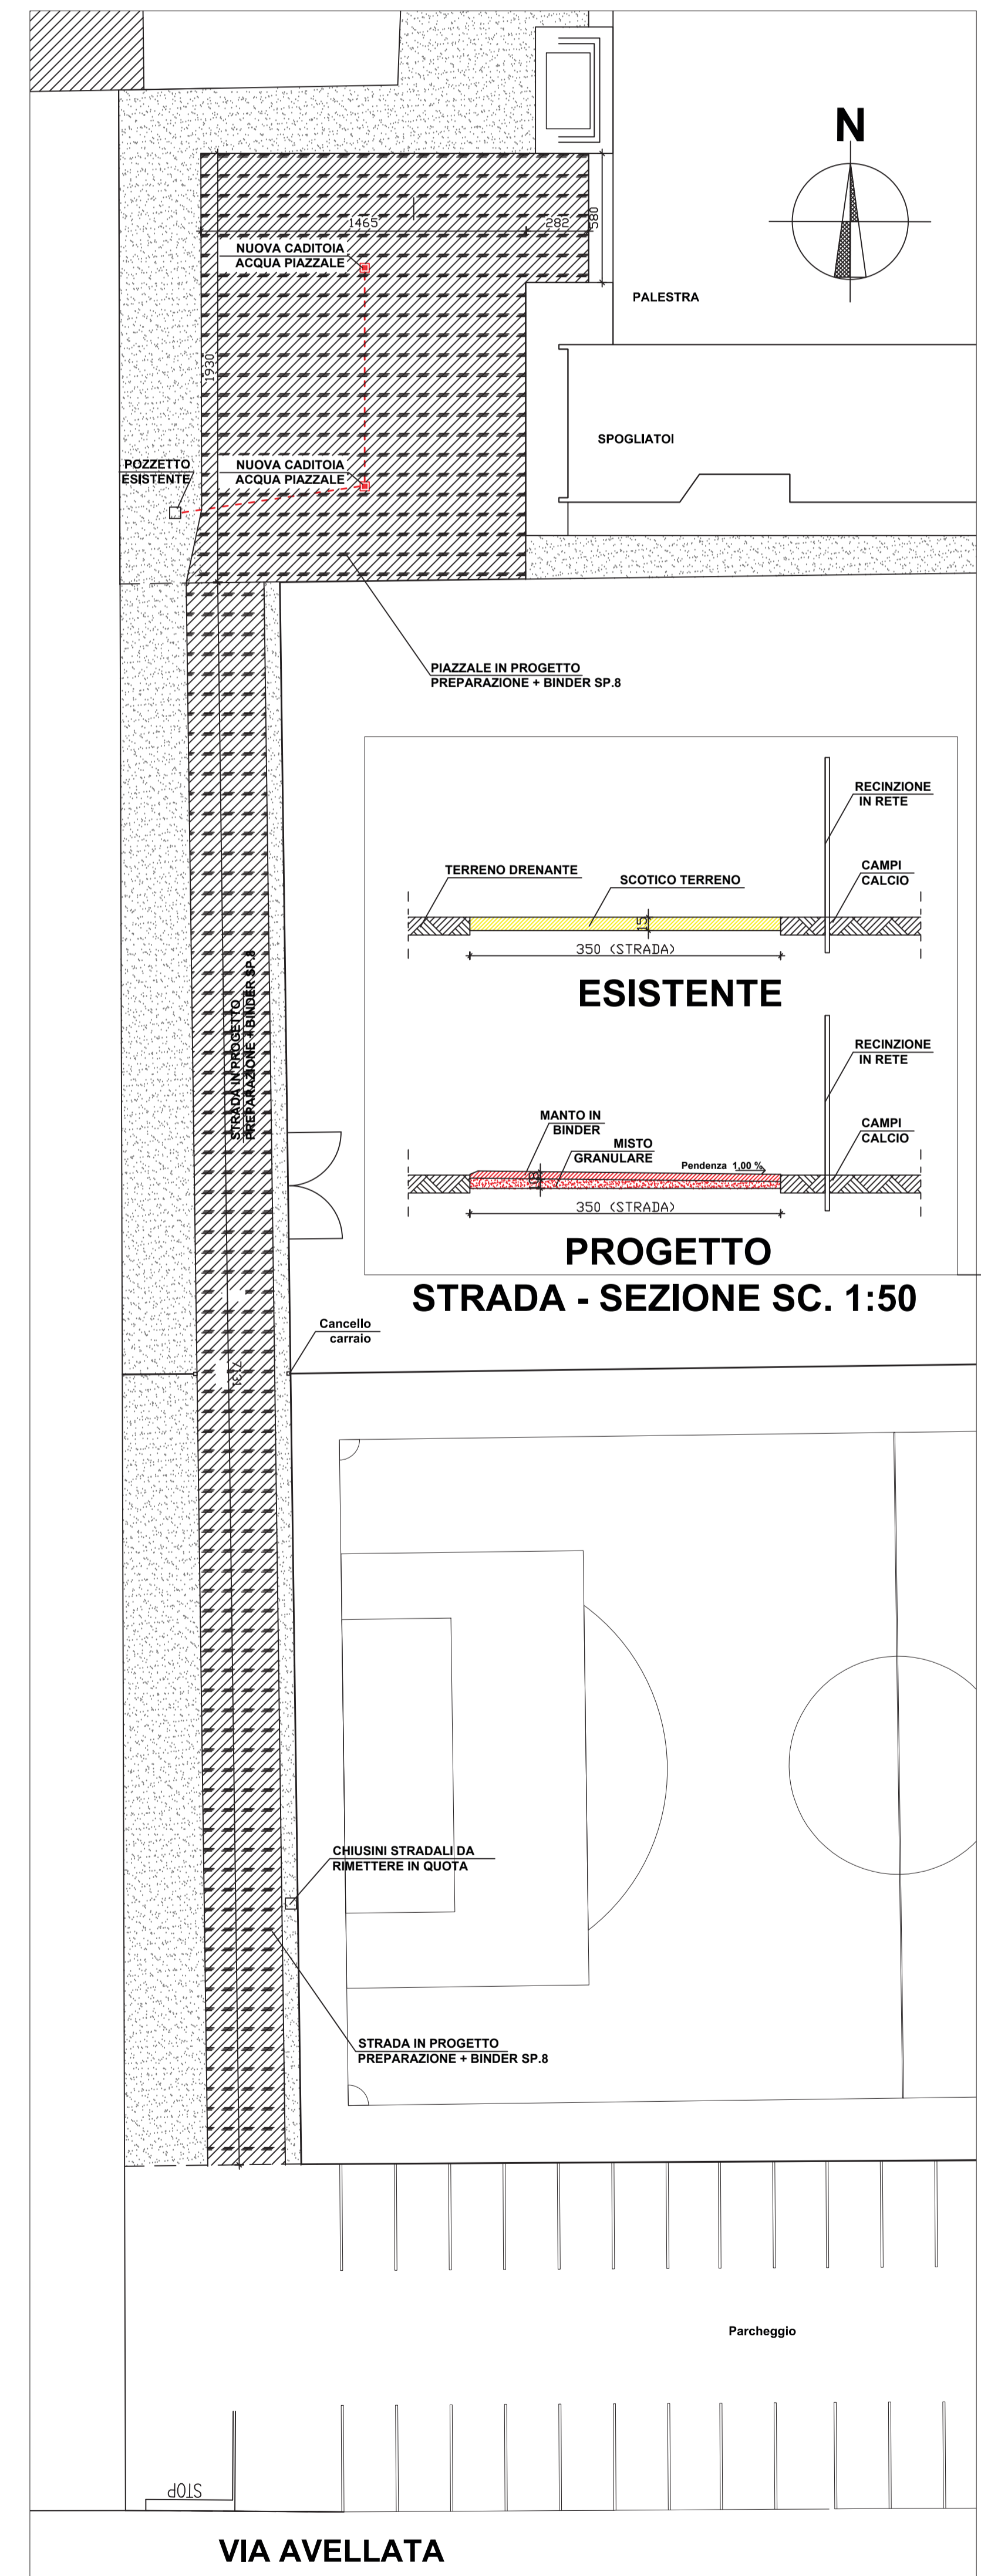 N
1465
282
580
NUOVA CADITOIA
ACQUA PIAZZALE
PALESTRA
1930
SPOGLIATOI
POZZETTO
ESISTENTE
NUOVA CADITOIA
ACQUA PIAZZALE
PIAZZALE IN PROGETTO
PREPARAZIONE + BINDER SP.8
RECINZIONE
IN RETE
TERRENO DRENANTE
SCOTICO TERRENO
CAMPI
CALCIO
15
350 (STRADA)
ESISTENTE
STRADA IN PROGETTO
PREPARAZIONE + BINDER SP.8
RECINZIONE
IN RETE
MANTO IN
BINDER
MISTO
GRANULARE
CAMPI
CALCIO
Pendenza 1,00 %
350 (STRADA)
PROGETTO
STRADA - SEZIONE SC. 1:50
Cancello
carraio
CHIUSINI STRADALI DA
RIMETTERE IN QUOTA
STRADA IN PROGETTO
PREPARAZIONE + BINDER SP.8
Parcheggio
STOP
VIA AVELLATA